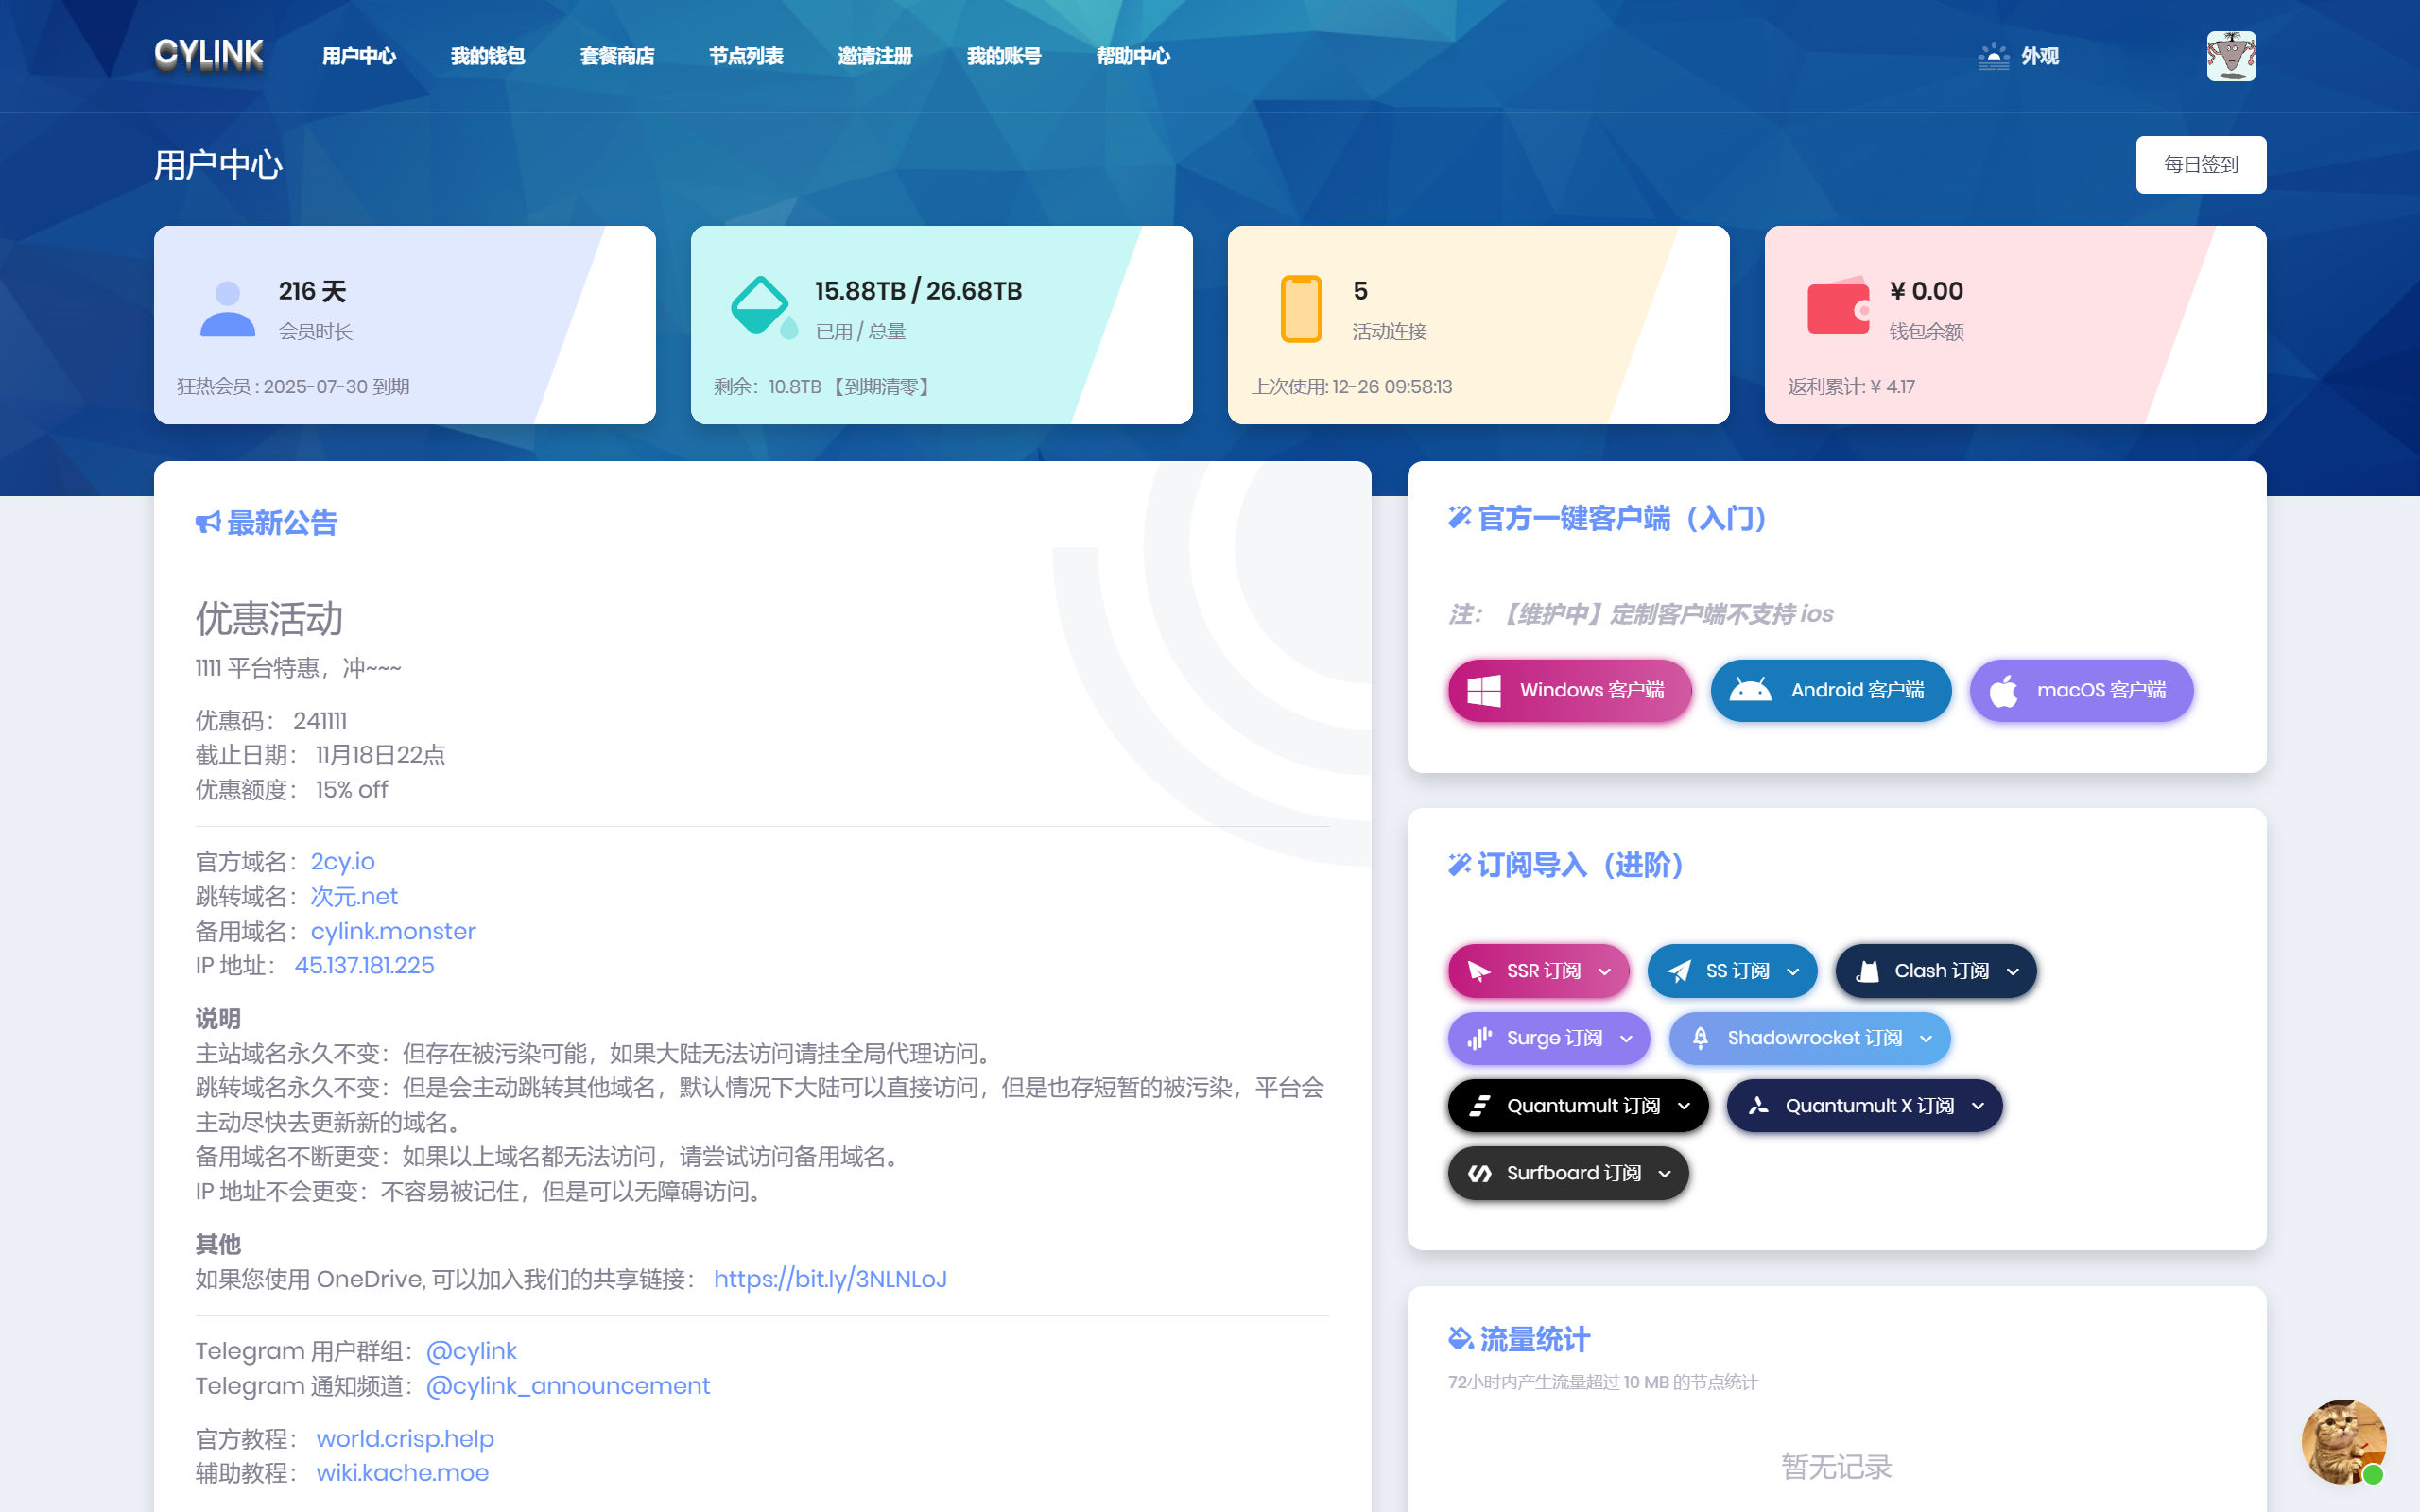 CYLINK
用户中心
我的钱包
套餐商店
节点列表
邀请注册
我的账号
帮助中心
外观
用户中心
每日签到
216 天
会员时长
狂热会员 : 2025-07-30 到期
15.88TB / 26.68TB
已用 / 总量
剩余：10.8TB 【到期清零】
5
活动连接
上次使用: 12-26 09:58:13
¥ 0.00
钱包余额
返利累计: ¥ 4.17
最新公告
优惠活动
1111 平台特惠，冲~~~
优惠码： 241111
截止日期： 11月18日22点
优惠额度： 15% off
官方域名：2cy.io
跳转域名：次元.net
备用域名：cylink.monster
IP 地址： 45.137.181.225
说明
主站域名永久不变：但存在被污染可能，如果大陆无法访问请挂全局代理访问。
跳转域名永久不变：但是会主动跳转其他域名，默认情况下大陆可以直接访问，但是也存短暂的被污染，平台会
主动尽快去更新新的域名。
备用域名不断更变：如果以上域名都无法访问，请尝试访问备用域名。
IP 地址不会更变：不容易被记住，但是可以无障碍访问。
其他
如果您使用 OneDrive, 可以加入我们的共享链接： https://bit.ly/3NLNLoJ
Telegram 用户群组：@cylink
Telegram 通知频道：@cylink_announcement
官方教程： world.crisp.help
辅助教程： wiki.kache.moe
官方一键客户端（入门）
注：【维护中】定制客户端不支持 ios
Windows 客户端
Android 客户端
macOS 客户端
订阅导入（进阶）
SSR 订阅
SS 订阅
Clash 订阅
Surge 订阅
Shadowrocket 订阅
Quantumult 订阅
Quantumult X 订阅
Surfboard 订阅
流量统计
72小时内产生流量超过 10 MB 的节点统计
暂无记录